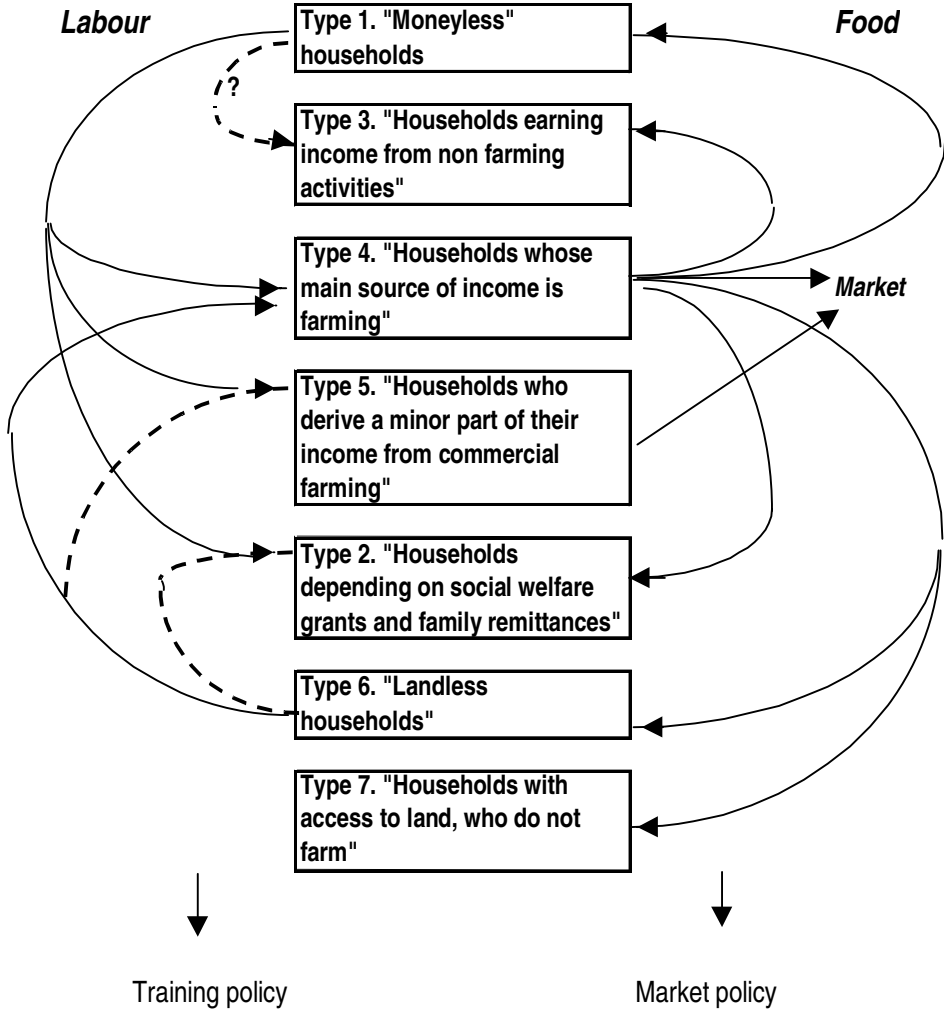 Labour
Food
Type 1. "Moneyless"
households
?
Type 3. "Households earning
income from non farming
activities"
Type 4. "Households whose
main source of income is
farming"
Market
Type 5. "Households who
derive a minor part of their
income from commercial
farming"
Type 2. "Households
depending on social welfare
grants and family remittances"
Type 6. "Landless
households"
Type 7. "Households with
access to land, who do not
farm"
Training policy
Market policy